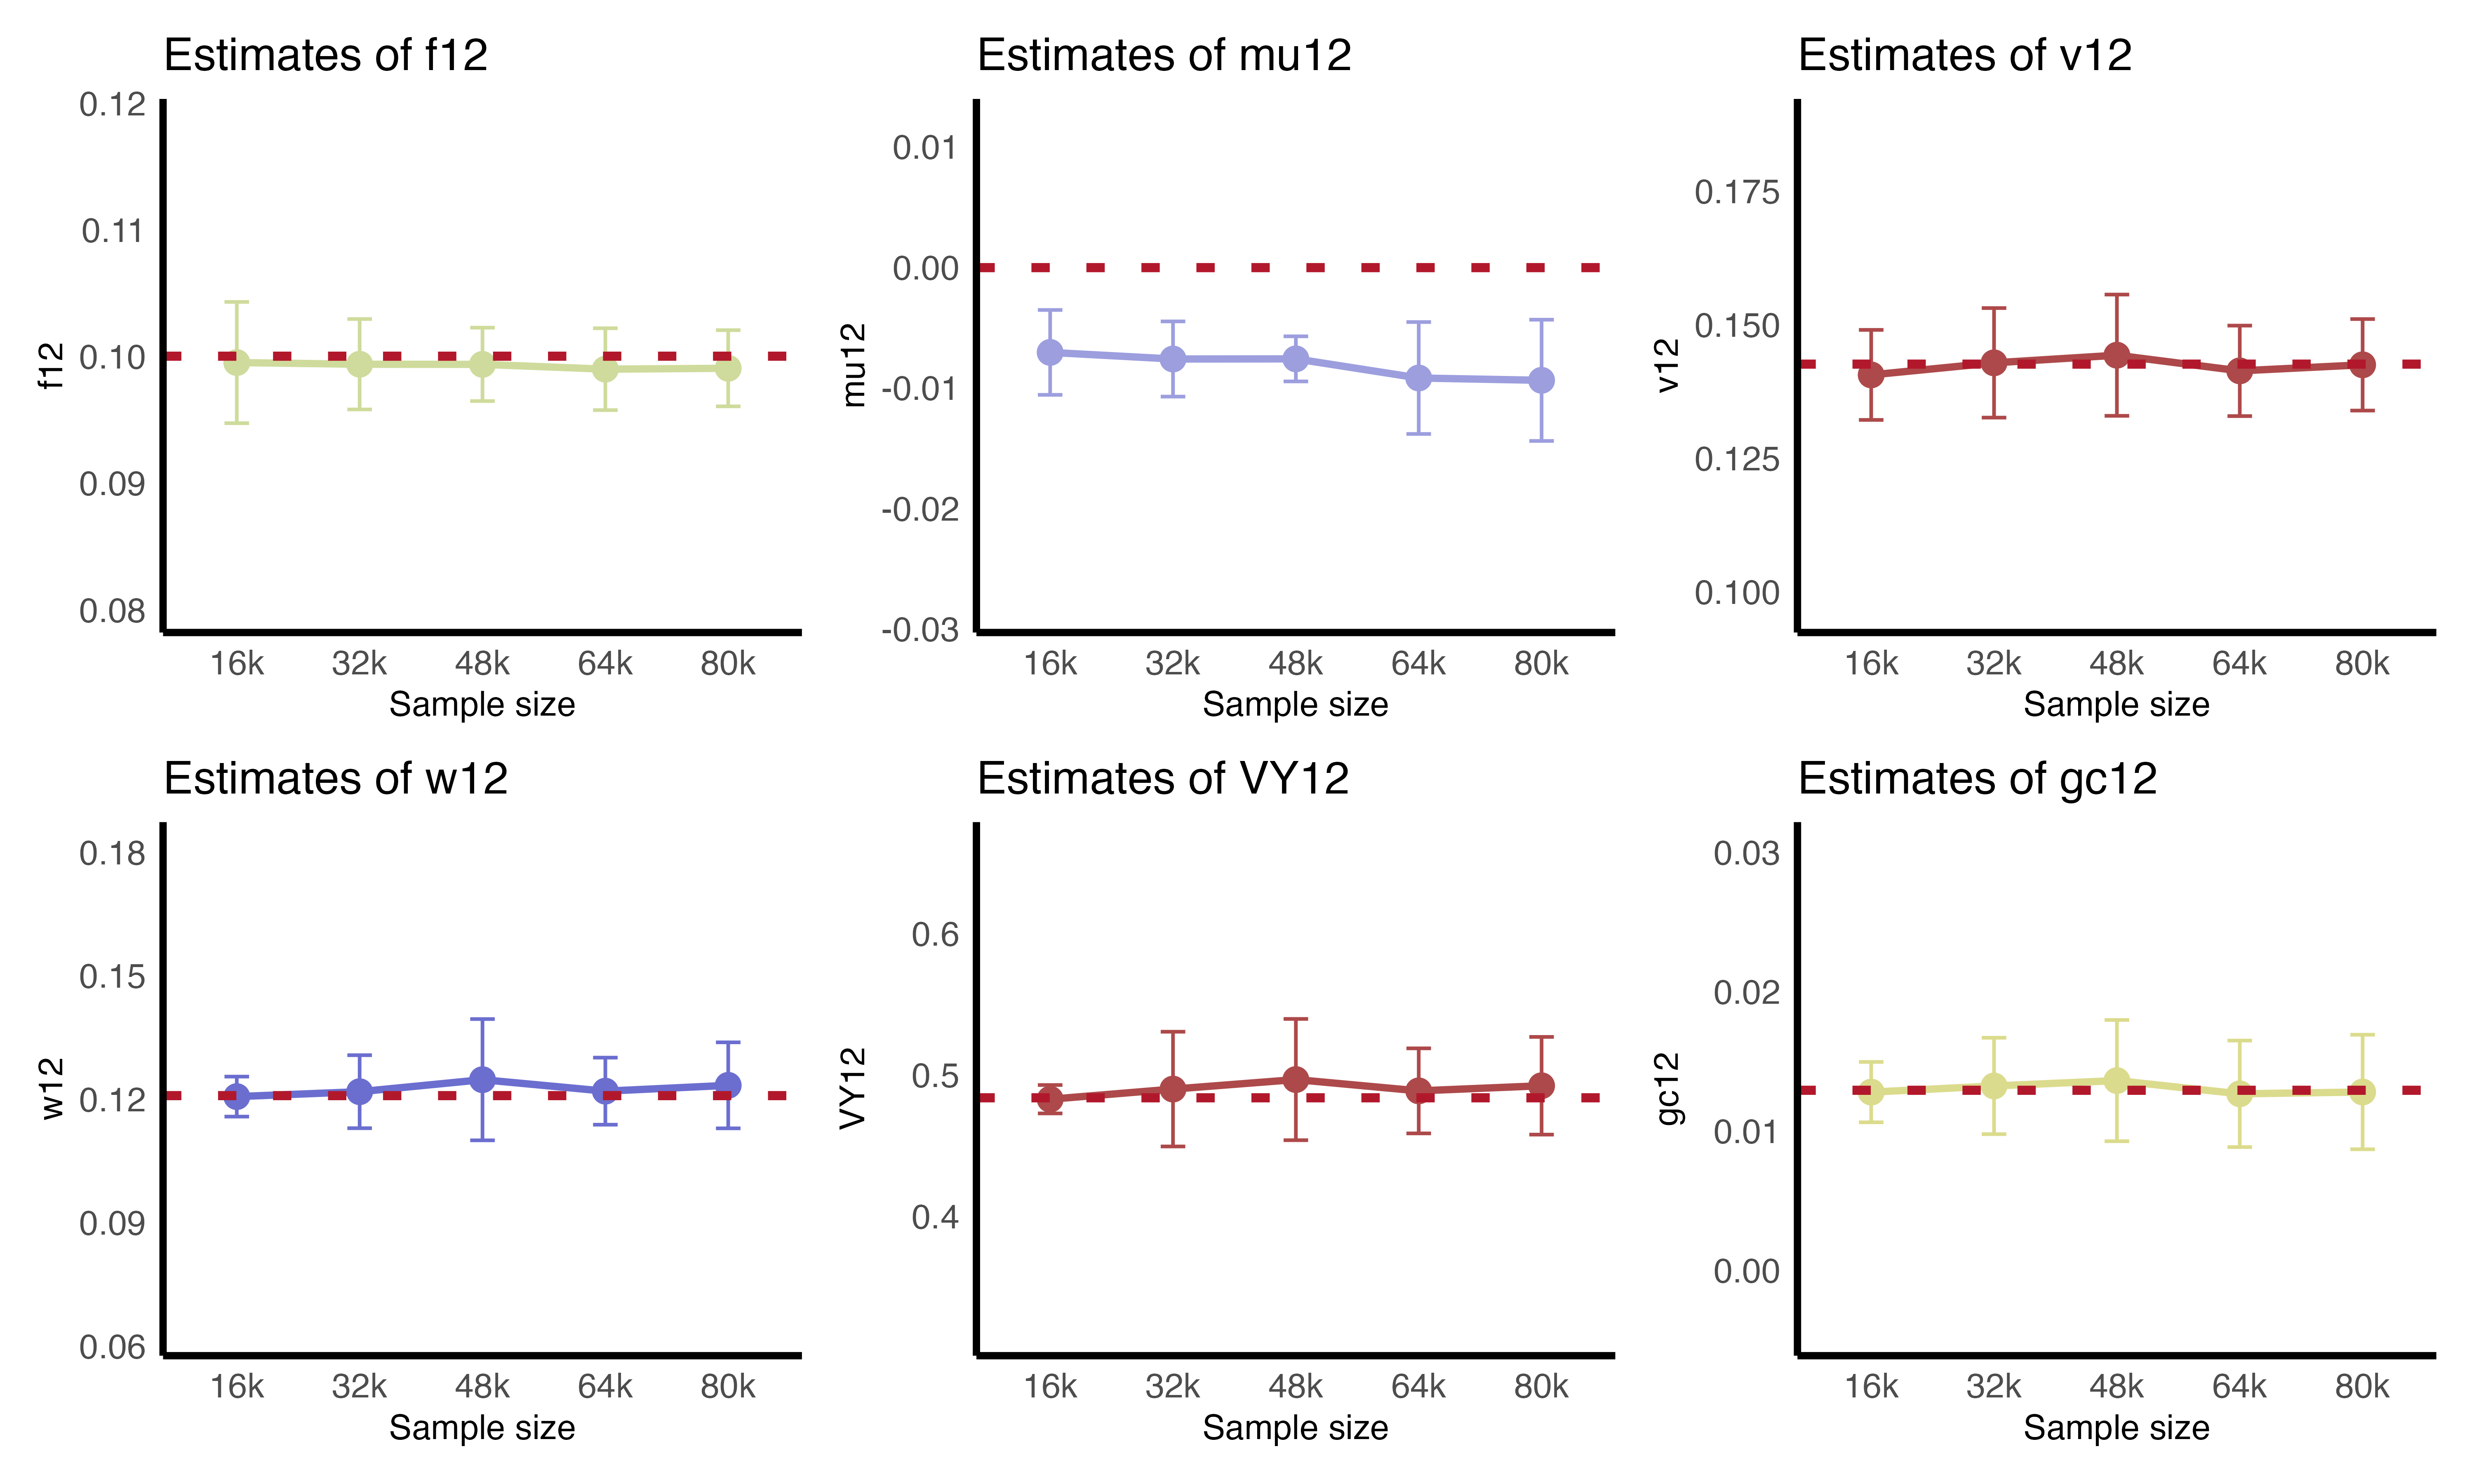 Estimates of f12
0.12
0.11
0.10
0.09
0.08
f12
16k 32k 48k 64k 80k
Sample size
Estimates of mu12
0.01
0.00
-0.01
-0.02
-0.03
mu12
16k 32k 48k 64k 80k
Sample size
Estimates of v12
0.175
0.150
0.125
0.100
v12
16k 32k 48k 64k 80k
Sample size
Estimates of w12
0.18
0.15
0.12
0.09
0.06
w12
16k 32k 48k 64k 80k
Sample size
Estimates of VY12
0.6
0.5
0.4
VY12
16k 32k 48k 64k 80k
Sample size
Estimates of gc12
0.03
0.02
0.01
0.00
gc12
16k 32k 48k 64k 80k
Sample size